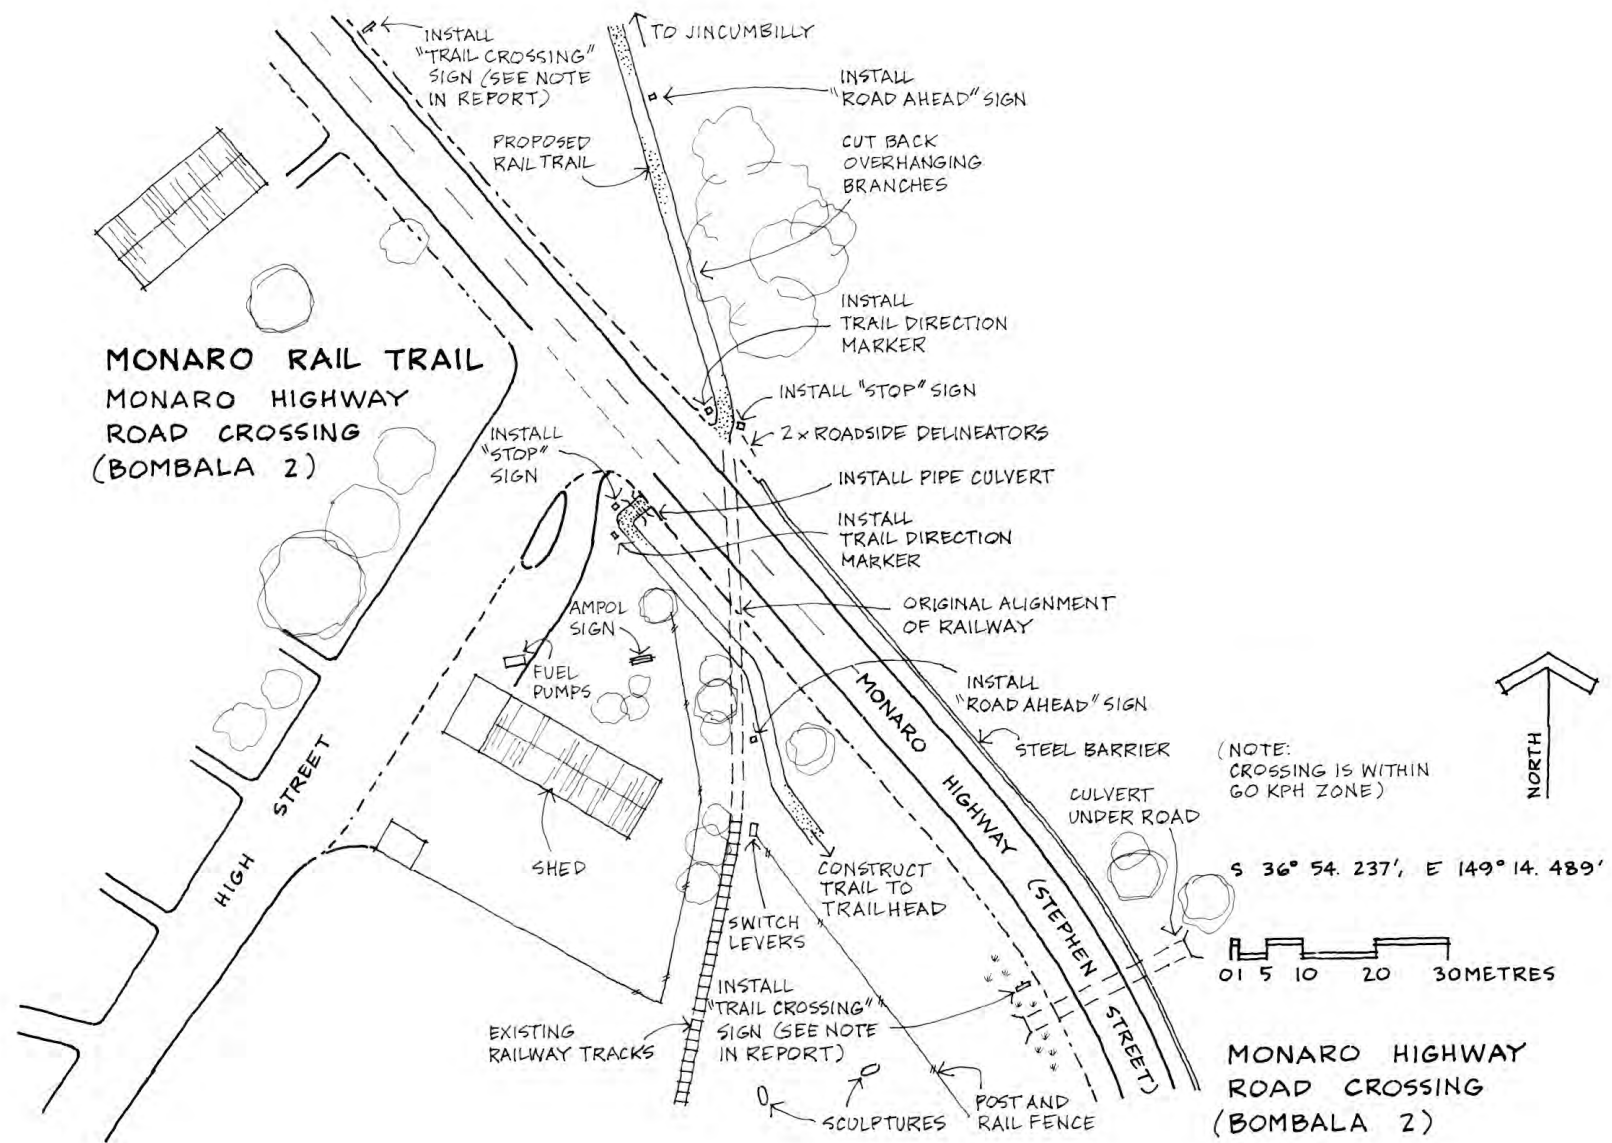 INSTALL
"TRAIL CROSSING"
SIGN (SEE NOTE
IN REPORT)
TO JINCUMBILLY
INSTALL
"ROAD AHEAD" SIGN
PROPOSED
RAIL TRAIL
CUT BACK
OVERHANGING
BRANCHES
INSTALL
TRAIL DIRECTION
MARKER
MONARO RAIL TRAIL
MONARO HIGHWAY
ROAD CROSSING
(BOMBALA 2)
INSTALL "STOP" SIGN
2 x ROADSIDE DELINEATORS
INSTALL
"STOP"
SIGN
INSTALL PIPE CULVERT
INSTALL
TRAIL DIRECTION
MARKER
AMPOL
SIGN
ORIGINAL ALIGNMENT
OF RAILWAY
FUEL
PUMPS
INSTALL
"ROAD AHEAD" SIGN
STEEL BARRIER
MONARO HIGHWAY (STEPHEN STREET)
HIGH STREET
(NOTE:
CROSSING IS WITHIN
60 KPH ZONE)
NORTH
CULVERT
UNDER ROAD
SHED
CONSTRUCT
TRAIL TO
TRAILHEAD
S 36° 54. 237', E 149° 14. 489'
SWITCH
LEVERS
0 1 5 10 20 30 METRES
INSTALL
"TRAIL CROSSING"
SIGN (SEE NOTE
IN REPORT)
EXISTING
RAILWAY TRACKS
SCULPTURES
POST AND
RAIL FENCE
MONARO HIGHWAY
ROAD CROSSING
(BOMBALA 2)